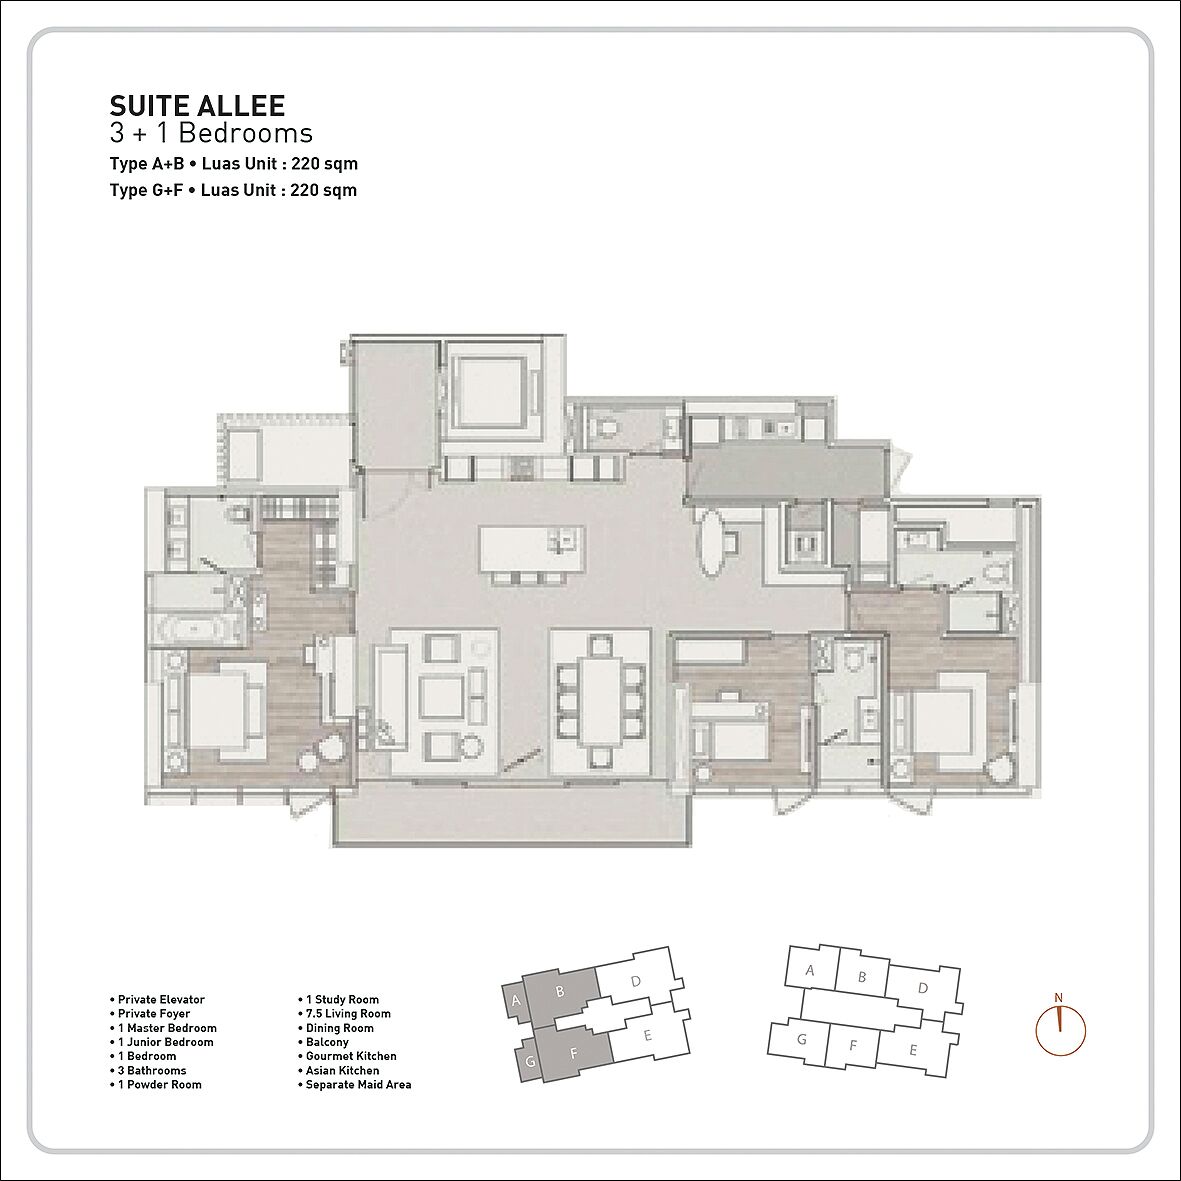 SUITE ALLEE
3 + 1 Bedrooms
Type A+B • Luas Unit : 220 sqm
Type G+F • Luas Unit : 220 sqm
• Private Elevator
• Private Foyer
• 1 Master Bedroom
• 1 Junior Bedroom
• 1 Bedroom
• 3 Bathrooms
• 1 Powder Room
• 1 Study Room
• 7.5 Living Room
• Dining Room
• Balcony
• Gourmet Kitchen
• Asian Kitchen
• Separate Maid Area
A B D
G F E
A B D
G F E
N